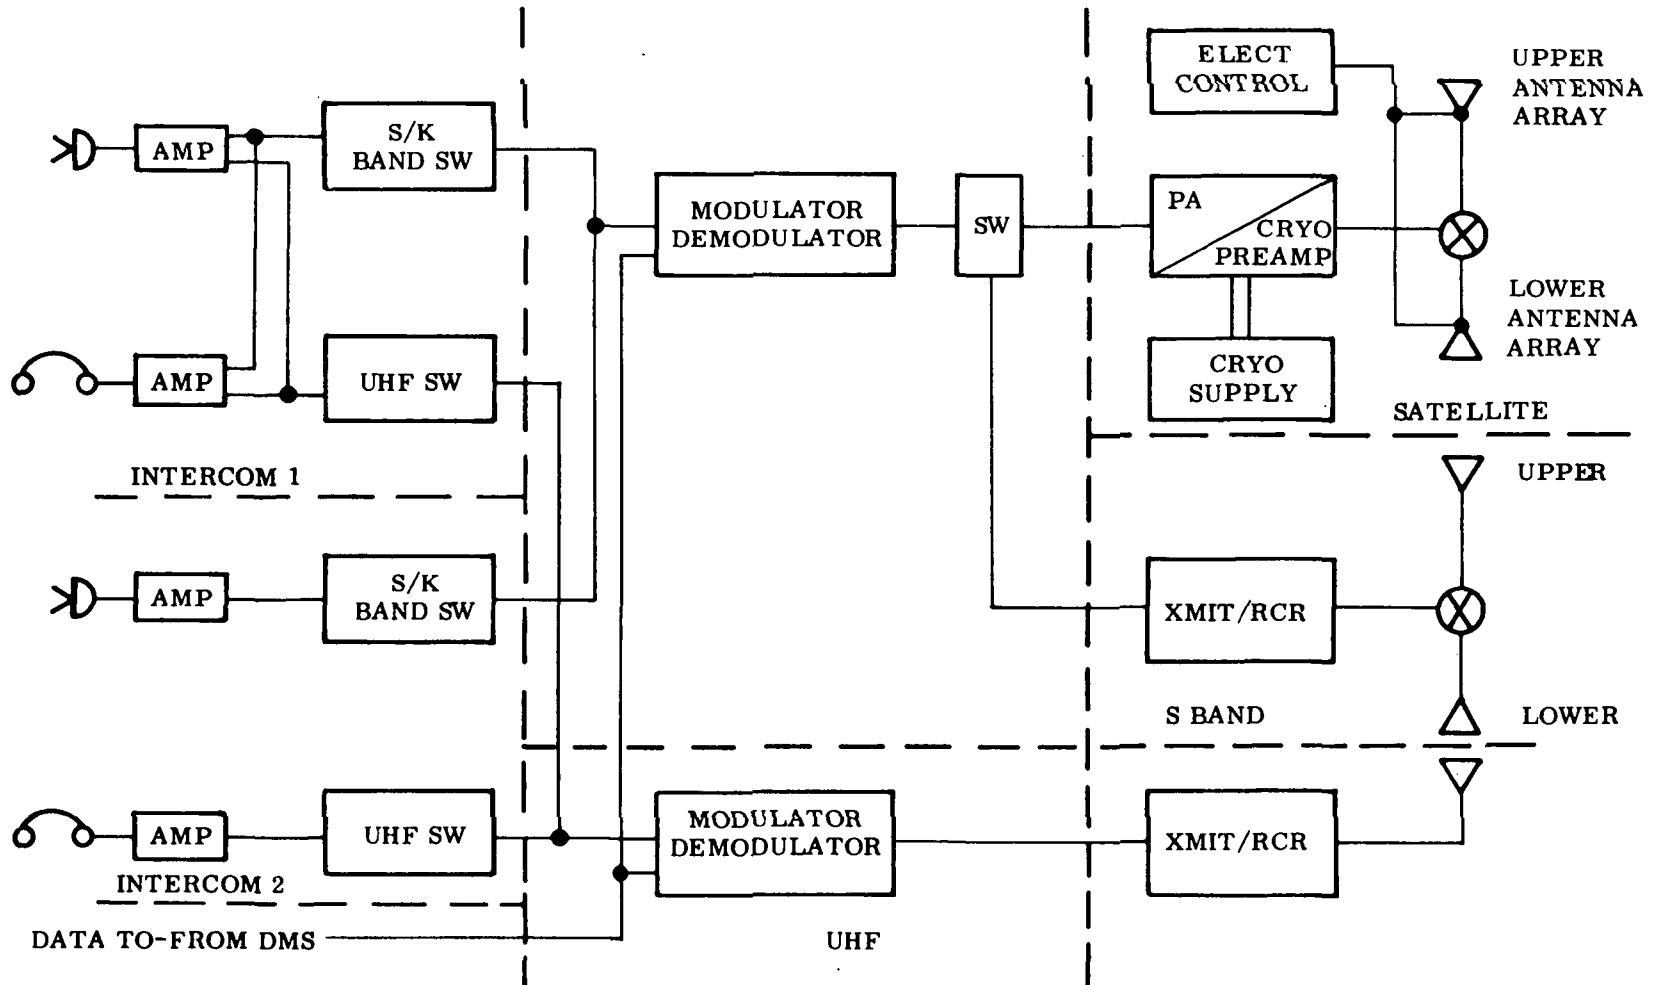 ELECT
CONTROL
UPPER
ANTENNA
ARRAY
AMP
S/K
BAND SW
MODULATOR
DEMODULATOR
SW
PA
CRYO
PREAMP
LOWER
ANTENNA
ARRAY
AMP
UHF SW
CRYO
SUPPLY
SATELLITE
INTERCOM 1
UPPER
AMP
S/K
BAND SW
XMIT/RCR
S BAND
LOWER
AMP
UHF SW
MODULATOR
DEMODULATOR
XMIT/RCR
INTERCOM 2
DATA TO-FROM DMS
UHF